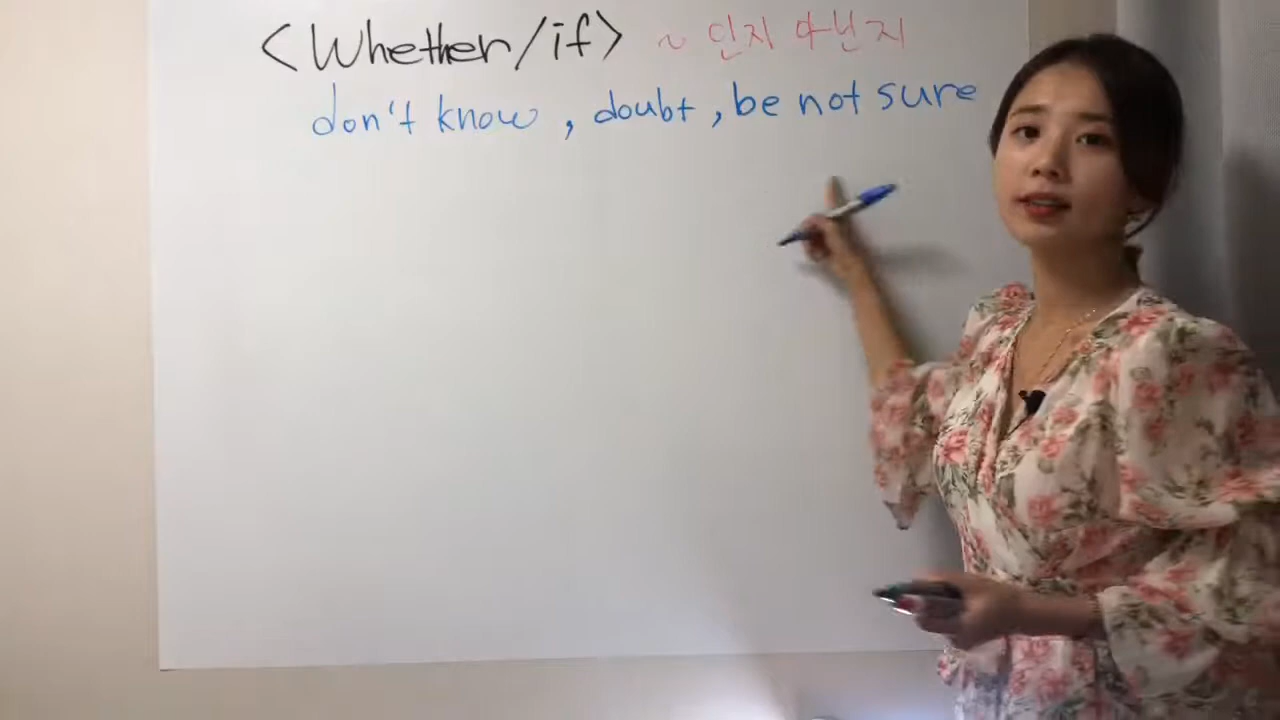 <Whether/if> ~ 인지 아닌지
don't know, doubt, be not sure